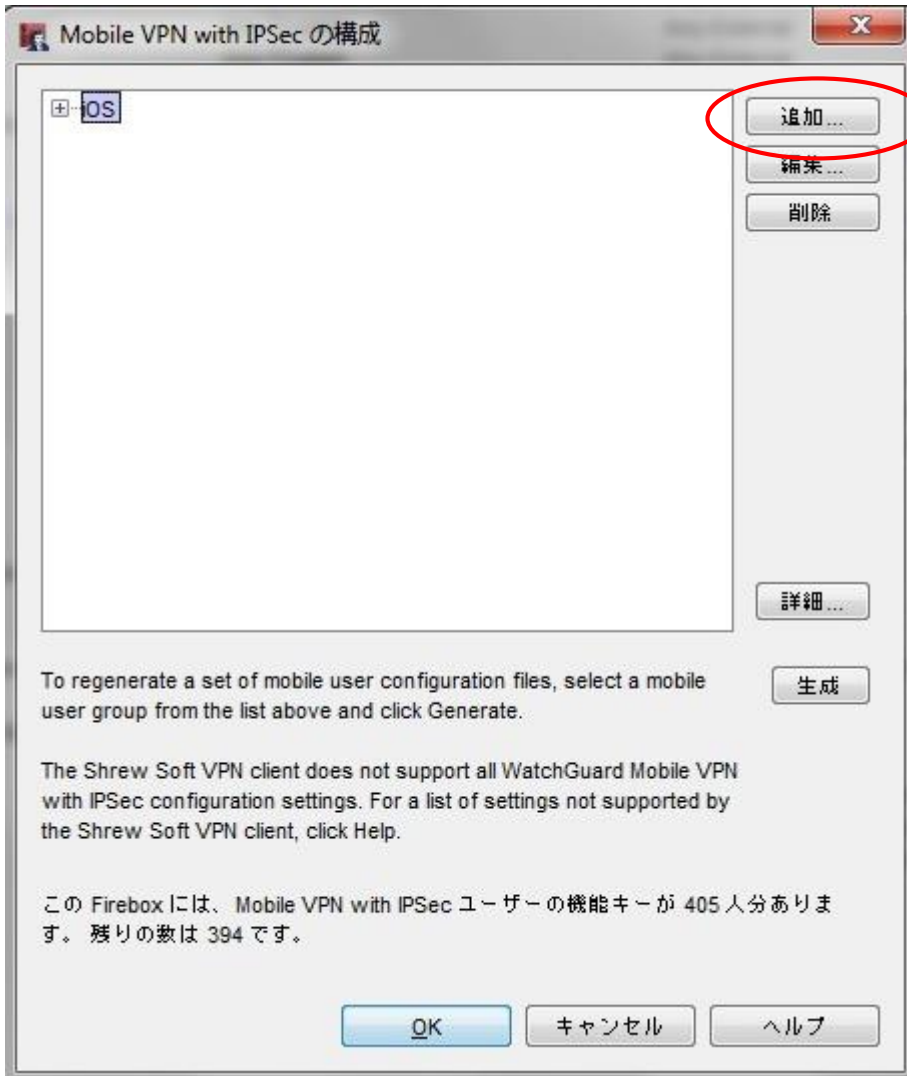 Mobile VPN with IPSec の構成
iOS
追加...
編集...
削除
詳細...
To regenerate a set of mobile user configuration files, select a mobile
user group from the list above and click Generate.
生成
The Shrew Soft VPN client does not support all WatchGuard Mobile VPN
with IPSec configuration settings. For a list of settings not supported by
the Shrew Soft VPN client, click Help.
この Firebox には、Mobile VPN with IPSec ユーザーの機能キーが 405 人分ありま
す。 残りの数は 394 です。
OK
キャンセル
ヘルプ